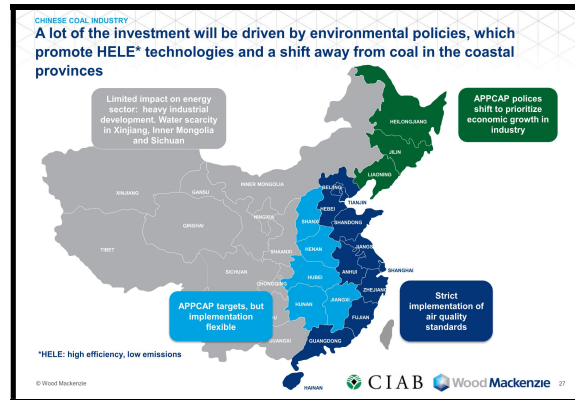 CHINESE COAL INDUSTRY
A lot of the investment will be driven by environmental policies, which
promote HELE* technologies and a shift away from coal in the coastal
provinces
Limited impact on energy
sector: heavy industrial
development. Water scarcity
in Xinjiang, Inner Mongolia
and Sichuan
APPCAP polices
shift to prioritize
economic growth in
industry
HEILONGJIANG
JILIN
LIAONING
INNER MONGOLIA
BEIJING
TIANJIN
XINJIANG
GANSU
HEBEI
NINGXIA
SHANXI
SHANDONG
QINGHAI
SHAANXI
HENAN
JIANGS
TIBET
SICHUAN
HUBEI
ANHUI
SHANGHAI
CHONGQING
ZHEJIANG
HUNAN
JIANGXI
FUJIAN
GUANGXI
GUANGDONG
HAINAN
APPCAP targets, but
implementation
flexible
Strict
implementation of
air quality
standards
*HELE: high efficiency, low emissions
© Wood Mackenzie
CIAB
Wood Mackenzie
27